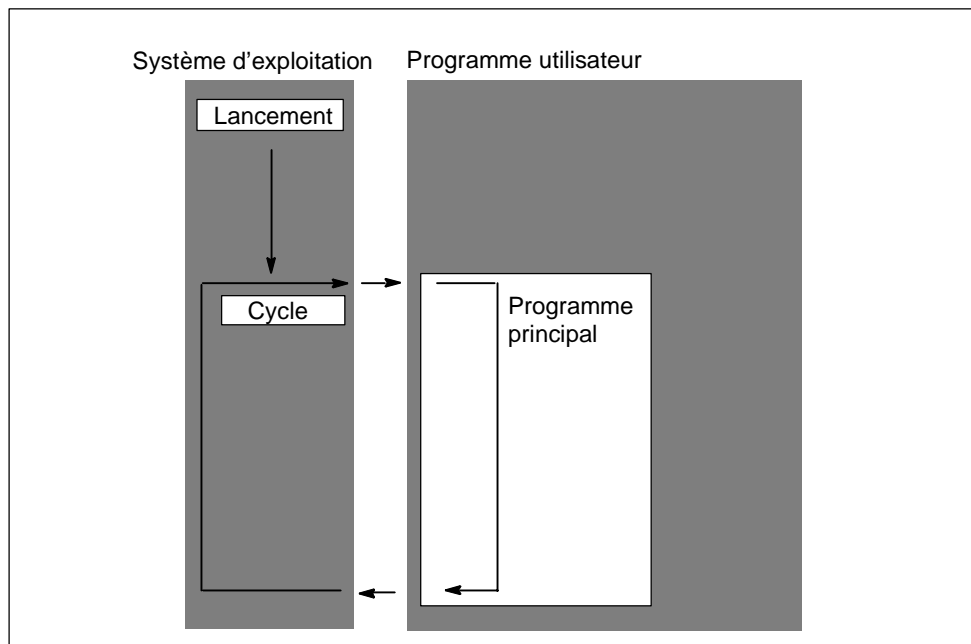 Système d'exploitation
Programme utilisateur
Lancement
Cycle
Programme
principal